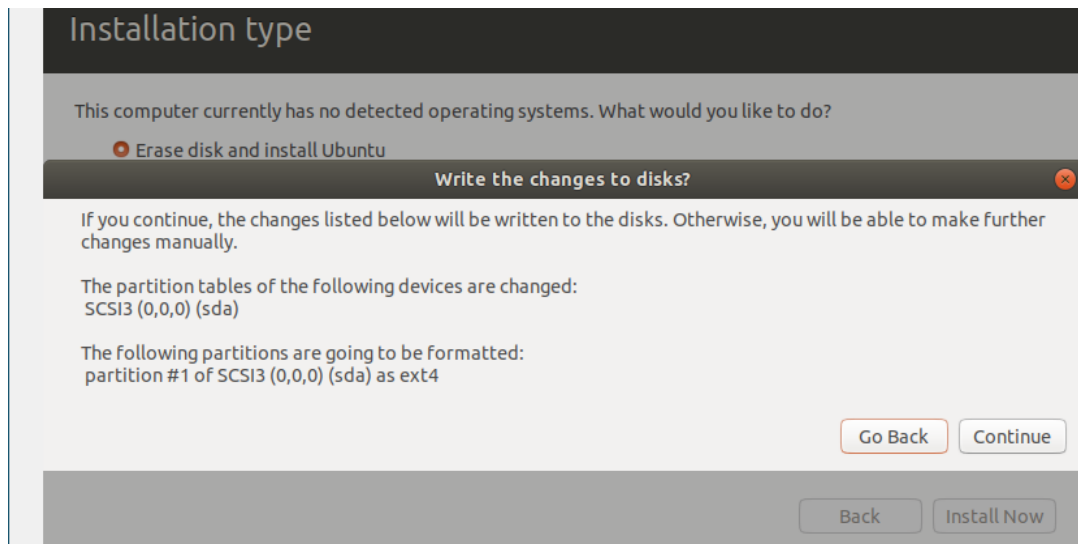 Installation type
This computer currently has no detected operating systems. What would you like to do?
Erase disk and install Ubuntu
Write the changes to disks?
If you continue, the changes listed below will be written to the disks. Otherwise, you will be able to make further
changes manually.
The partition tables of the following devices are changed:
SCSI3 (0,0,0) (sda)
The following partitions are going to be formatted:
partition #1 of SCSI3 (0,0,0) (sda) as ext4
Go Back Continue
Back Install Now